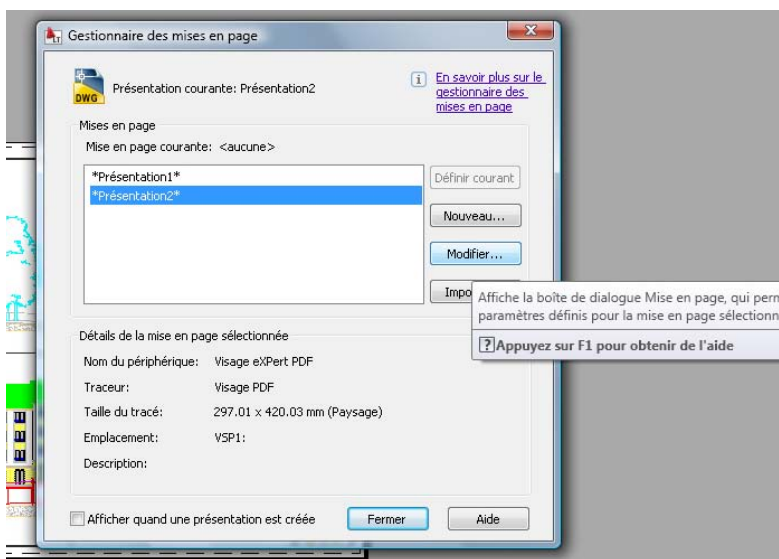 Gestionnaire des mises en page
DWG
Présentation courante: Présentation2
i
En savoir plus sur le
gestionnaire des
mises en page
Mises en page
Mise en page courante: <aucune>
*Présentation1*
*Présentation2*
Définir courant
Nouveau...
Modifier...
Impo
Affiche la boîte de dialogue Mise en page, qui perm
paramètres définis pour la mise en page sélectionn
?Appuyez sur F1 pour obtenir de l'aide
Détails de la mise en page sélectionnée
Nom du périphérique: Visage eXPert PDF
Traceur: Visage PDF
Taille du tracé: 297.01 x 420.03 mm (Paysage)
Emplacement: VSP1:
Description:
Afficher quand une présentation est créée
Fermer
Aide